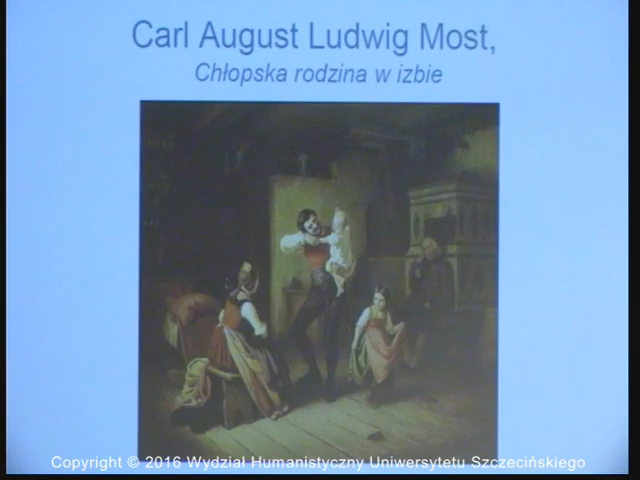 Carl August Ludwig Most,
Chłopska rodzina w izbie
Copyright © 2016 Wydział Humanistyczny Uniwersytetu Szczecińskiego